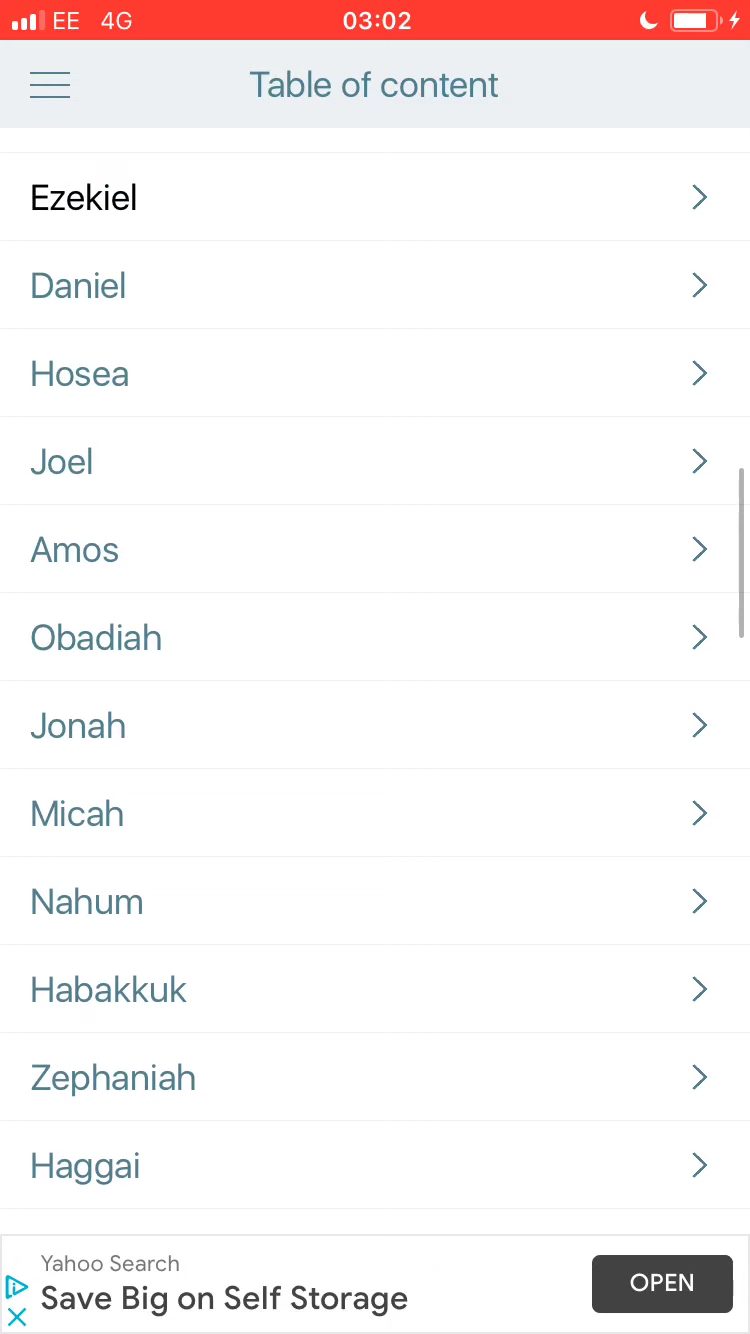 EE 4G 03:02
Table of content
Ezekiel
Daniel
Hosea
Joel
Amos
Obadiah
Jonah
Micah
Nahum
Habakkuk
Zephaniah
Haggai
Yahoo Search
Save Big on Self Storage
OPEN